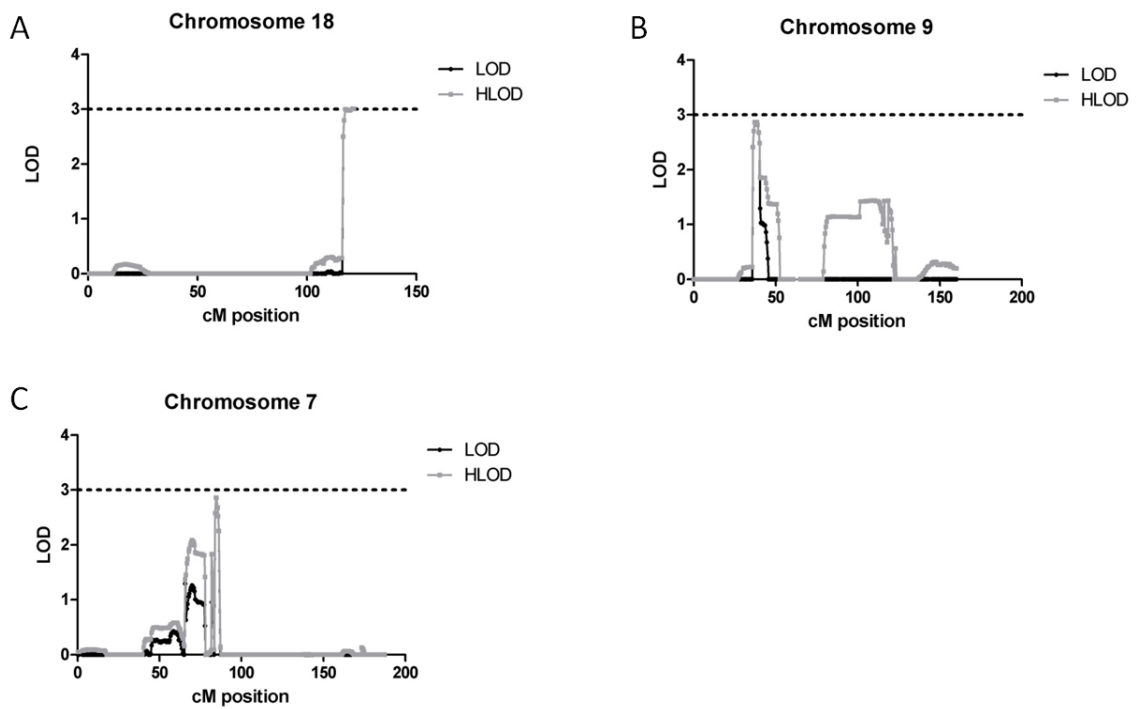 A
Chromosome 18
4
3
2
1
0
LOD
0 50 100 150
cM position
LOD
HLOD
B
Chromosome 9
4
3
2
1
0
LOD
0 50 100 150 200
cM position
LOD
HLOD
C
Chromosome 7
4
3
2
1
0
LOD
0 50 100 150 200
cM position
LOD
HLOD